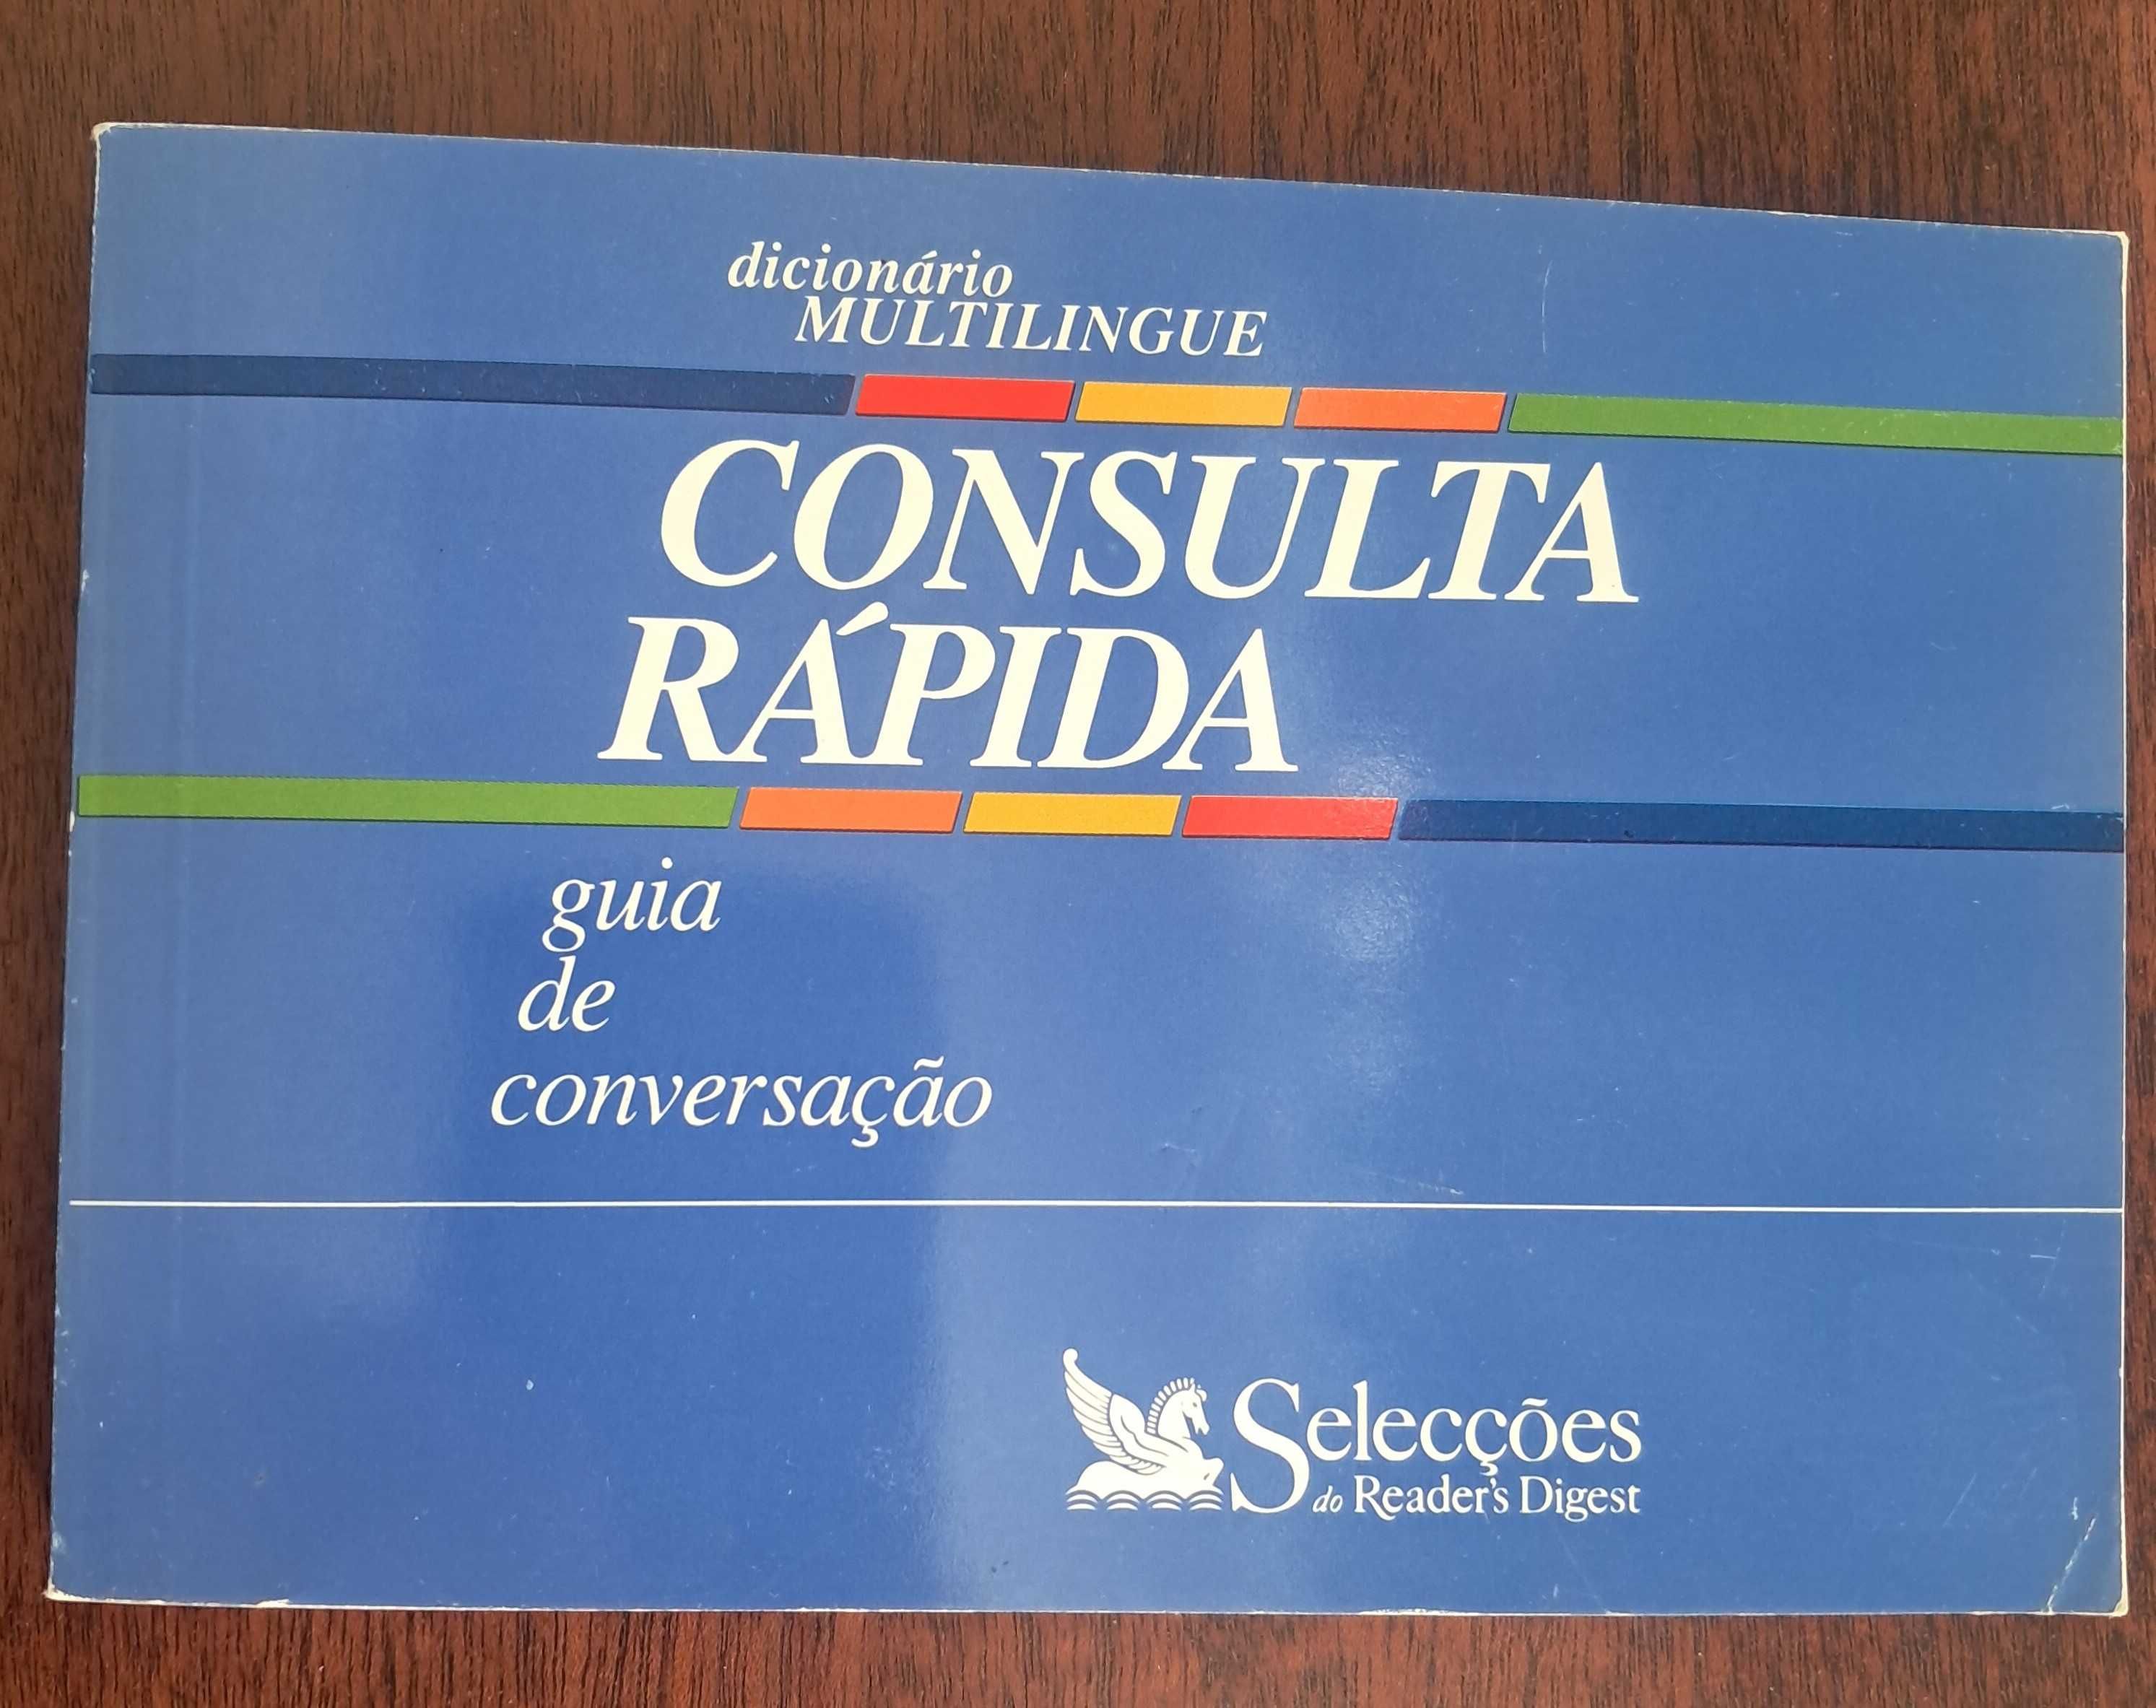 dicionário
MULTILINGUE
CONSULTA
RÁPIDA
guia
de
conversação
Selecções
do Reader's Digest